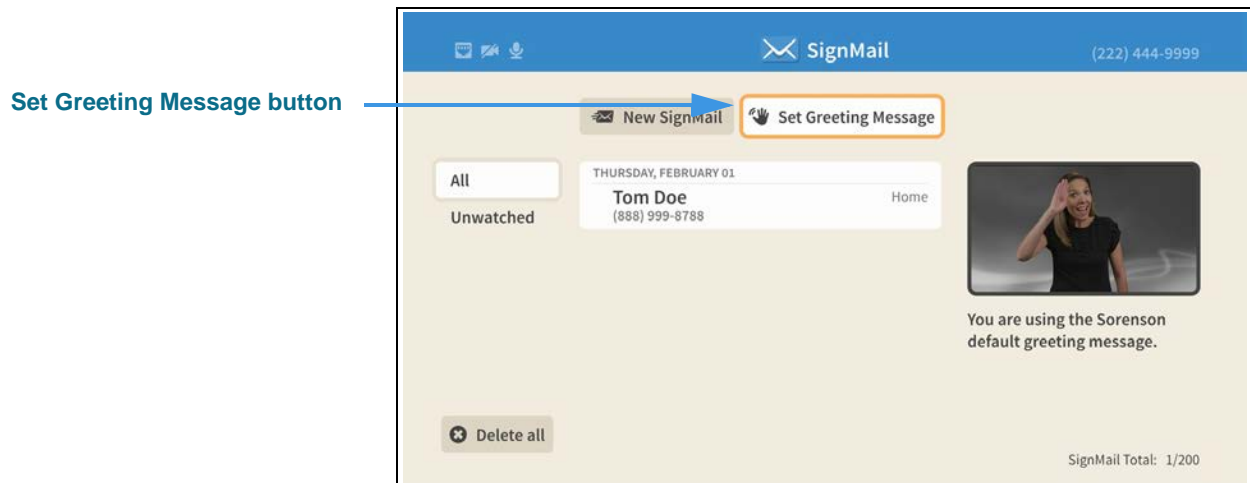 SignMail
(222) 444-9999
Set Greeting Message button
New SignMail
Set Greeting Message
All
Unwatched
THURSDAY, FEBRUARY 01
Tom Doe
Home
(888) 999-8788
You are using the Sorenson
default greeting message.
Delete all
SignMail Total: 1/200